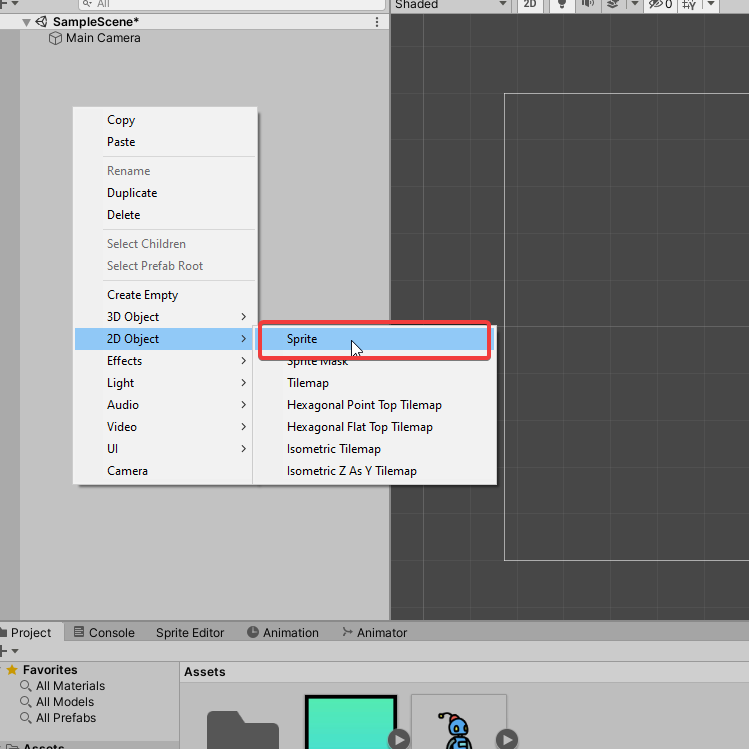 All
Shaded
2D
0
SampleScene*
Main Camera
Copy
Paste
Rename
Duplicate
Delete
Select Children
Select Prefab Root
Create Empty
3D Object
2D Object
Effects
Light
Audio
Video
UI
Camera
Sprite
Sprite Mask
Tilemap
Hexagonal Point Top Tilemap
Hexagonal Flat Top Tilemap
Isometric Tilemap
Isometric Z As Y Tilemap
Project
Console
Sprite Editor
Animation
Animator
Favorites
All Materials
All Models
All Prefabs
Assets
Assets